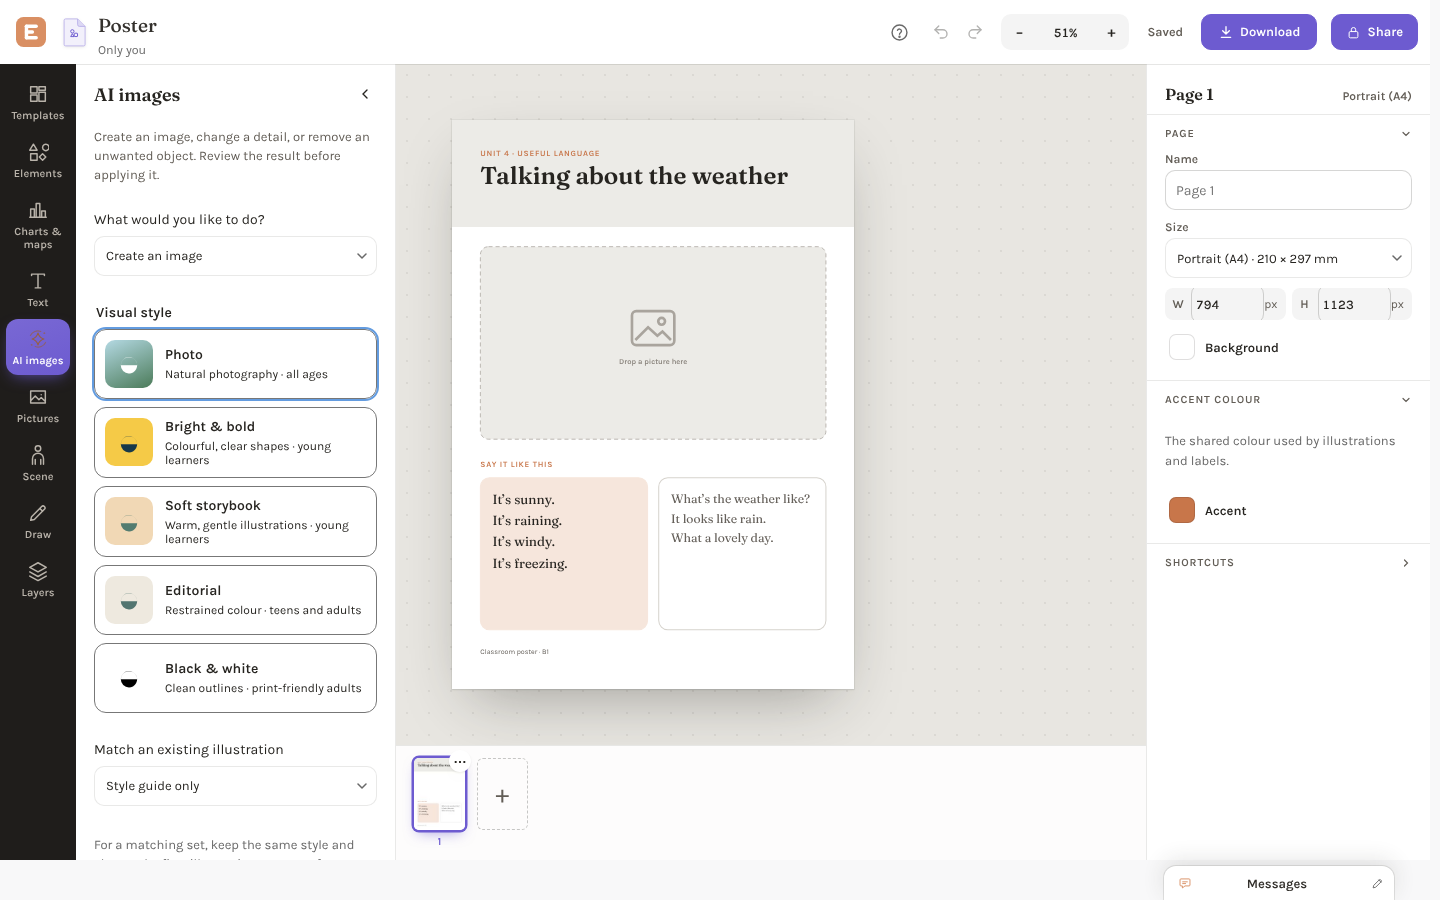 E
Poster
Only you
-
51%
+
Saved
Download
Share
Templates
Elements
Charts &
maps
Text
AI images
Pictures
Scene
Draw
Layers
AI images
Create an image, change a detail, or remove an
unwanted object. Review the result before
applying it.
What would you like to do?
Create an image
Visual style
Photo
Natural photography · all ages
Bright & bold
Colourful, clear shapes · young
learners
Soft storybook
Warm, gentle illustrations · young
learners
Editorial
Restrained colour · teens and adults
Black & white
Clean outlines · print-friendly adults
Match an existing illustration
Style guide only
For a matching set, keep the same style and
UNIT 4 · USEFUL LANGUAGE
Talking about the weather
Drop a picture here
SAY IT LIKE THIS
It's sunny.
It's raining.
It's windy.
It's freezing.
What's the weather like?
It looks like rain.
What a lovely day.
Classroom poster · B1
1
Page 1
Portrait (A4)
PAGE
Name
Page 1
Size
Portrait (A4) · 210 × 297 mm
W 794 px H 1123 px
Background
ACCENT COLOUR
The shared colour used by illustrations
and labels.
Accent
SHORTCUTS
Messages